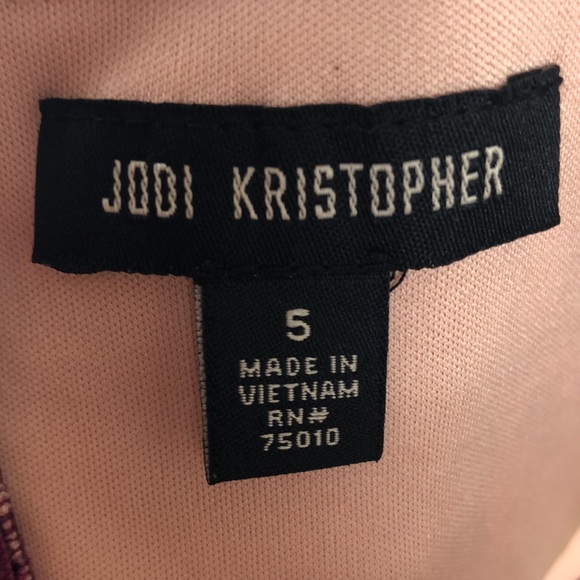 JODI KRISTOPHER
5
MADE IN
VIETNAM
RN#
75010